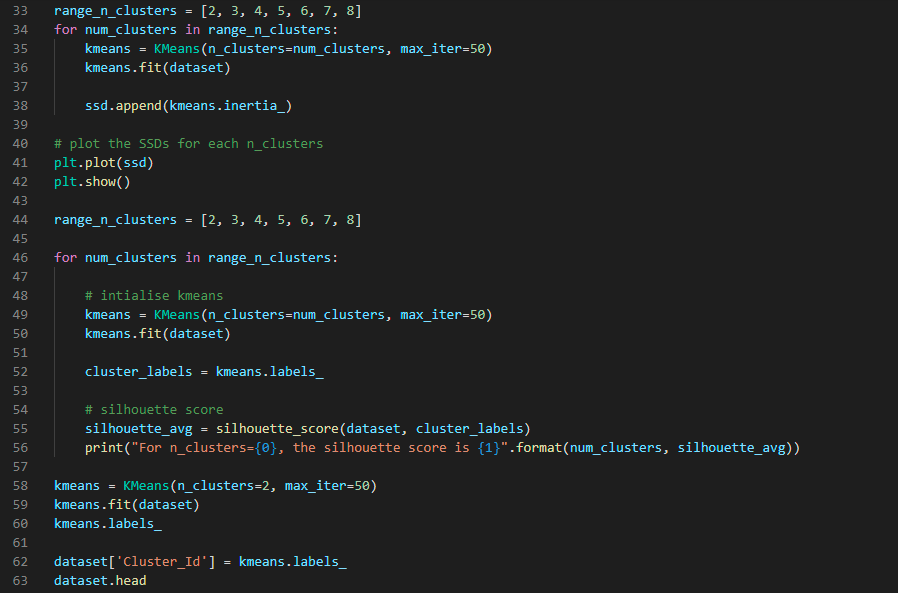 33 range_n_clusters = [2, 3, 4, 5, 6, 7, 8]
34 for num_clusters in range_n_clusters:
35     kmeans = KMeans(n_clusters=num_clusters, max_iter=50)
36     kmeans.fit(dataset)
37
38     ssd.append(kmeans.inertia_)
39
40 # plot the SSDs for each n_clusters
41 plt.plot(ssd)
42 plt.show()
43
44 range_n_clusters = [2, 3, 4, 5, 6, 7, 8]
45
46 for num_clusters in range_n_clusters:
47
48     # intialise kmeans
49     kmeans = KMeans(n_clusters=num_clusters, max_iter=50)
50     kmeans.fit(dataset)
51
52     cluster_labels = kmeans.labels_
53
54     # silhouette score
55     silhouette_avg = silhouette_score(dataset, cluster_labels)
56     print("For n_clusters={0}, the silhouette score is {1}".format(num_clusters, silhouette_avg))
57
58 kmeans = KMeans(n_clusters=2, max_iter=50)
59 kmeans.fit(dataset)
60 kmeans.labels_
61
62 dataset['Cluster_Id'] = kmeans.labels_
63 dataset.head